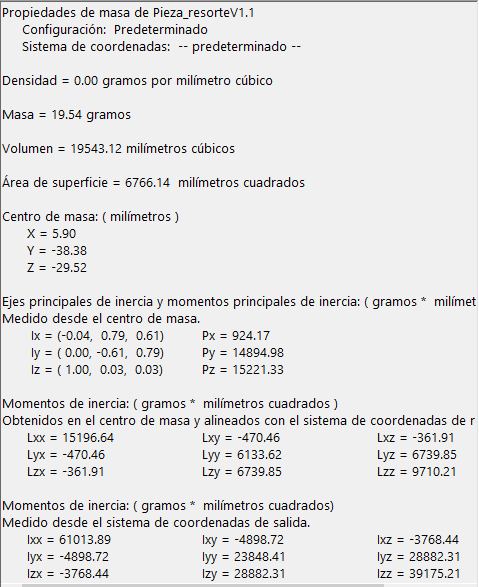 Propiedades de masa de Pieza_resorteV1.1
Configuración: Predeterminado
Sistema de coordenadas: -- predeterminado --
Densidad = 0.00 gramos por milímetro cúbico
Masa = 19.54 gramos
Volumen = 19543.12 milímetros cúbicos
Área de superficie = 6766.14 milímetros cuadrados
Centro de masa: ( milímetros )
X = 5.90
Y = -38.38
Z = -29.52
Ejes principales de inercia y momentos principales de inercia: ( gramos * milímet
Medido desde el centro de masa.
Ix = (-0.04, 0.79, 0.61) Px = 924.17
Iy = ( 0.00, -0.61, 0.79) Py = 14894.98
Iz = ( 1.00, 0.03, 0.03) Pz = 15221.33
Momentos de inercia: ( gramos * milímetros cuadrados )
Obtenidos en el centro de masa y alineados con el sistema de coordenadas de r
Lxx = 15196.64 Lxy = -470.46 Lxz = -361.91
Lyx = -470.46 Lyy = 6133.62 Lyz = 6739.85
Lzx = -361.91 Lzy = 6739.85 Lzz = 9710.21
Momentos de inercia: ( gramos * milímetros cuadrados)
Medido desde el sistema de coordenadas de salida.
Ixx = 61013.89 Ixy = -4898.72 Ixz = -3768.44
Iyx = -4898.72 Iyy = 23848.41 Iyz = 28882.31
Izx = -3768.44 Izy = 28882.31 Izz = 39175.21